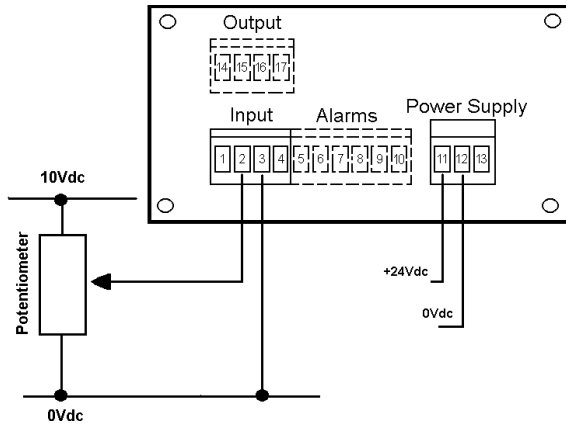 Output
14 15 16 17
Input Alarms Power Supply
1 2 3 4 5 6 7 8 9 10 11 12 13
10Vdc
Potentiometer
+24Vdc
0Vdc
0Vdc